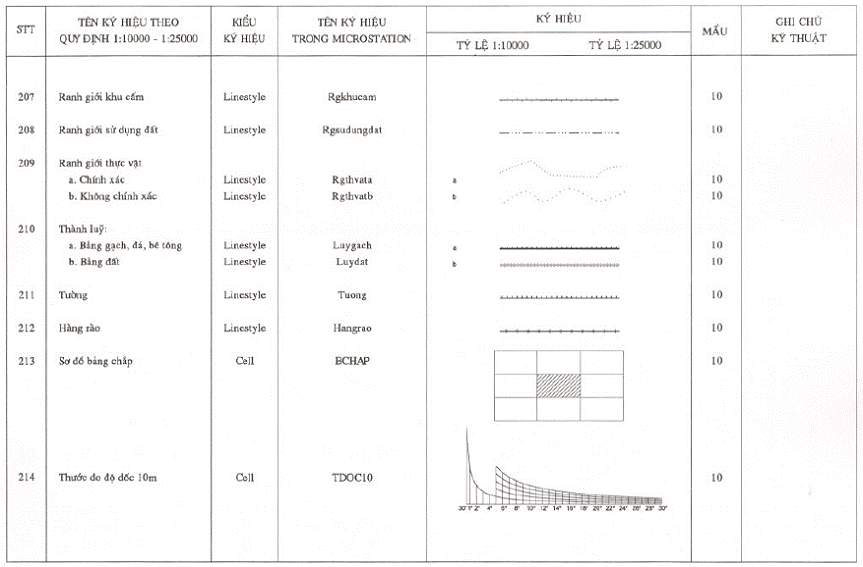 STT
TÊN KÝ HIỆU THEO
QUY ĐỊNH 1:10000 - 1:25000
KIỂU
KÝ HIỆU
TÊN KÝ HIỆU
TRONG MICROSTATION
KÝ HIỆU
TỶ LỆ 1:10000 TỶ LỆ 1:25000
MẦU
GHI CHÚ
KỸ THUẬT
207 Ranh giới khu cấm Linestyle Rgkhucam 10
208 Ranh giới sử dụng đất Linestyle Rgsudungdat 10
209 Ranh giới thực vật
a. Chính xác Linestyle Rgthvata a 10
b. Không chính xác Linestyle Rgthvatb b 10
210 Thành luỹ:
a. Bằng gạch, đá, bê tông Linestyle Luygach a 10
b. Bằng đất Linestyle Luydat b 10
211 Tường Linestyle Tuong 10
212 Hàng rào Linestyle Hangrao 10
213 Sơ đồ bảng chắp Cell BCHAP 10
214 Thước đo độ dốc 10m Cell TDOC10 10
30' 1° 2° 4° 6° 8° 10° 12° 14° 16° 18° 20° 22° 24° 26° 28° 30°